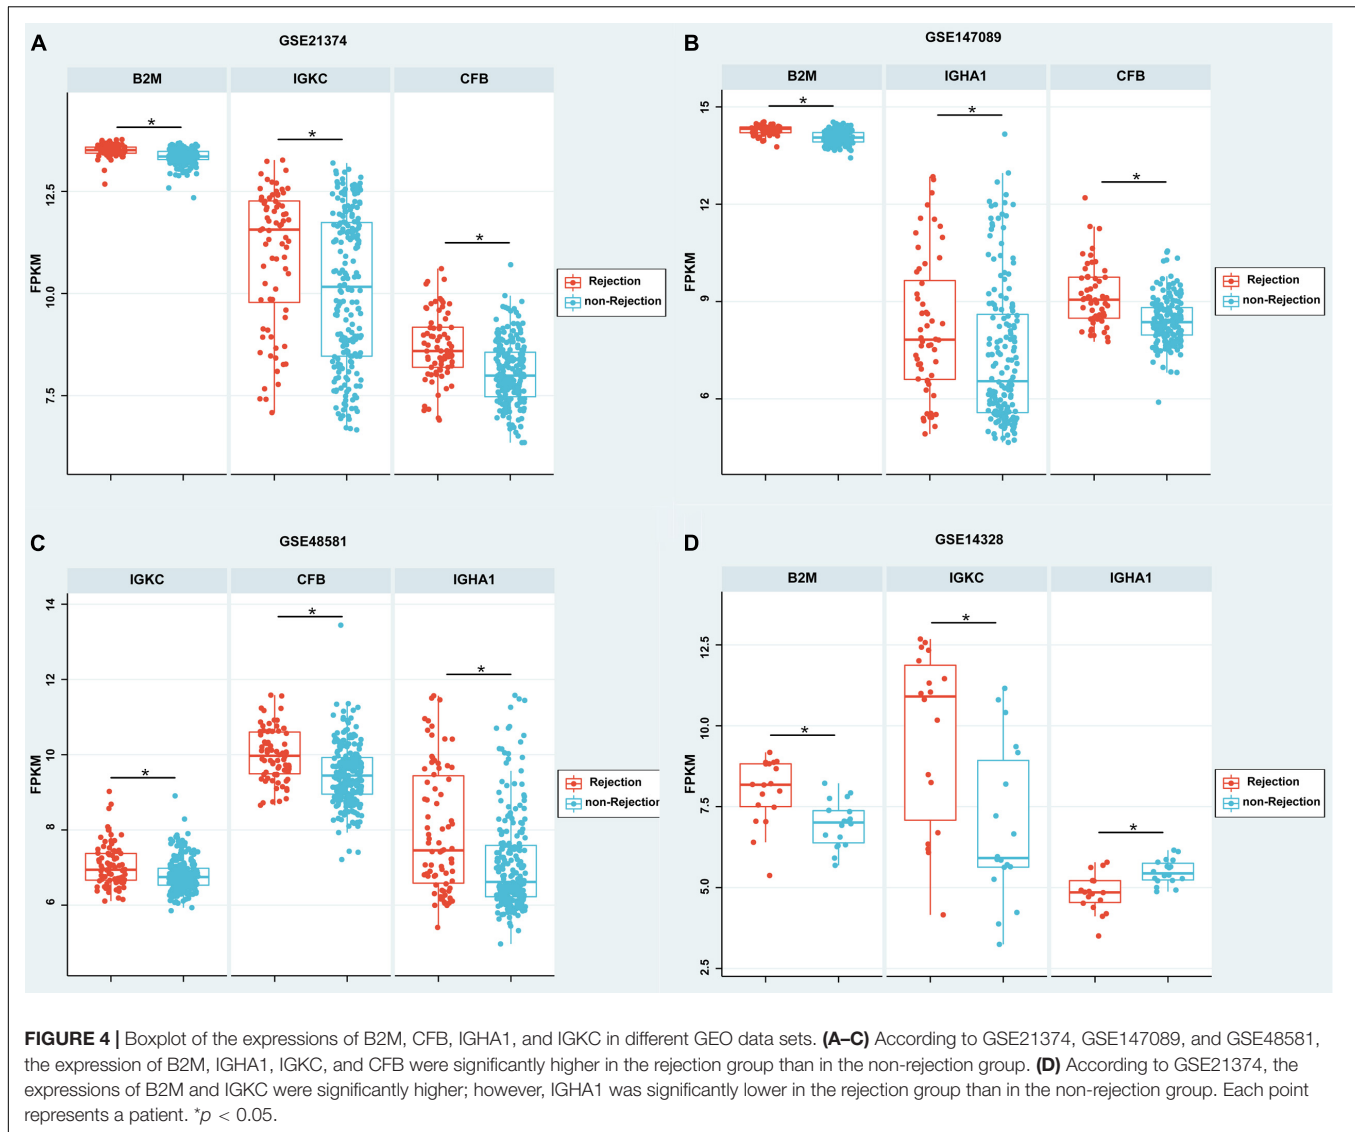 A
GSE21374
B2M IGKC CFB
FPKM
12.5
10.0
7.5
* * *
Rejection
non-Rejection
B
GSE147089
B2M IGHA1 CFB
FPKM
15
12
9
6
* * *
Rejection
non-Rejection
C
GSE48581
IGKC CFB IGHA1
FPKM
14
12
10
8
6
* * *
Rejection
non-Rejection
D
GSE14328
B2M IGKC IGHA1
FPKM
12.5
10.0
7.5
5.0
2.5
* * *
Rejection
non-Rejection
FIGURE 4 | Boxplot of the expressions of B2M, CFB, IGHA1, and IGKC in different GEO data sets. (A–C) According to GSE21374, GSE147089, and GSE48581,
the expression of B2M, IGHA1, IGKC, and CFB were significantly higher in the rejection group than in the non-rejection group. (D) According to GSE21374, the
expressions of B2M and IGKC were significantly higher; however, IGHA1 was significantly lower in the rejection group than in the non-rejection group. Each point
represents a patient. *p < 0.05.